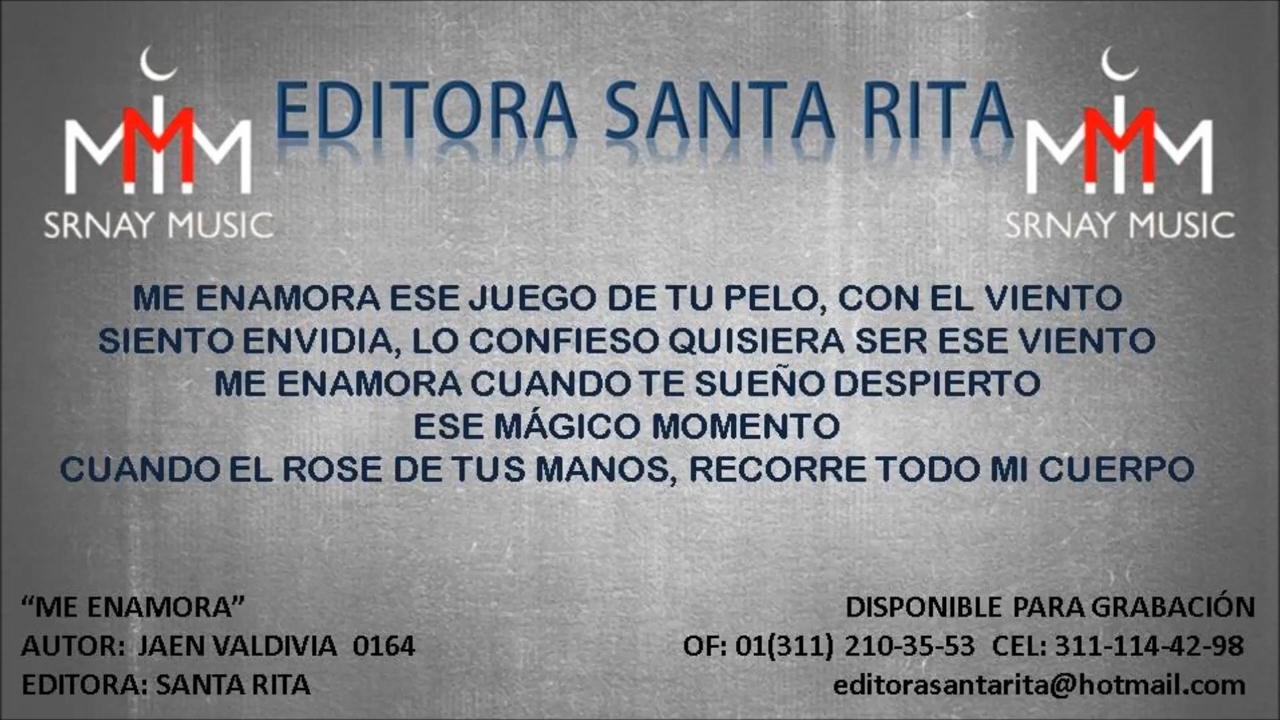 EDITORA SANTA RITA
MMM
SRNAY MUSIC
MMM
SRNAY MUSIC
ME ENAMORA ESE JUEGO DE TU PELO, CON EL VIENTO
SIENTO ENVIDIA, LO CONFIESO QUISIERA SER ESE VIENTO
ME ENAMORA CUANDO TE SUEÑO DESPIERTO
ESE MÁGICO MOMENTO
CUANDO EL ROSE DE TUS MANOS, RECORRE TODO MI CUERPO
“ME ENAMORA”
AUTOR: JAEN VALDIVIA 0164
EDITORA: SANTA RITA
DISPONIBLE PARA GRABACIÓN
OF: 01(311) 210-35-53 CEL: 311-114-42-98
editorasantarita@hotmail.com